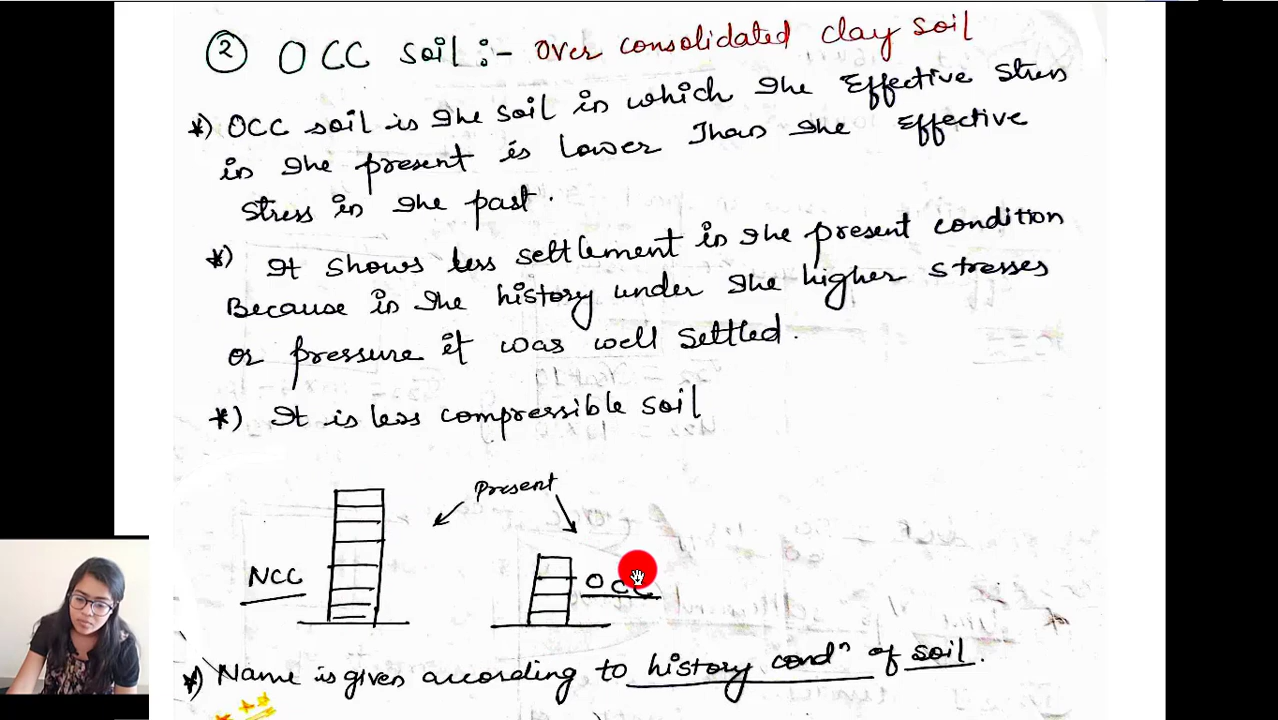 ② OCC soil :- Over consolidated clay soil
*) OCC soil is the soil in which the Effective stress
in the present is lower Than the effective
stress in the past.
*) It shows less settlement in the present condition
Because in the history under the higher stresses
or pressure it was well settled.
*) It is less compressible soil
Present
NCC
OCC
*) Name is given according to history condⁿ of soil.